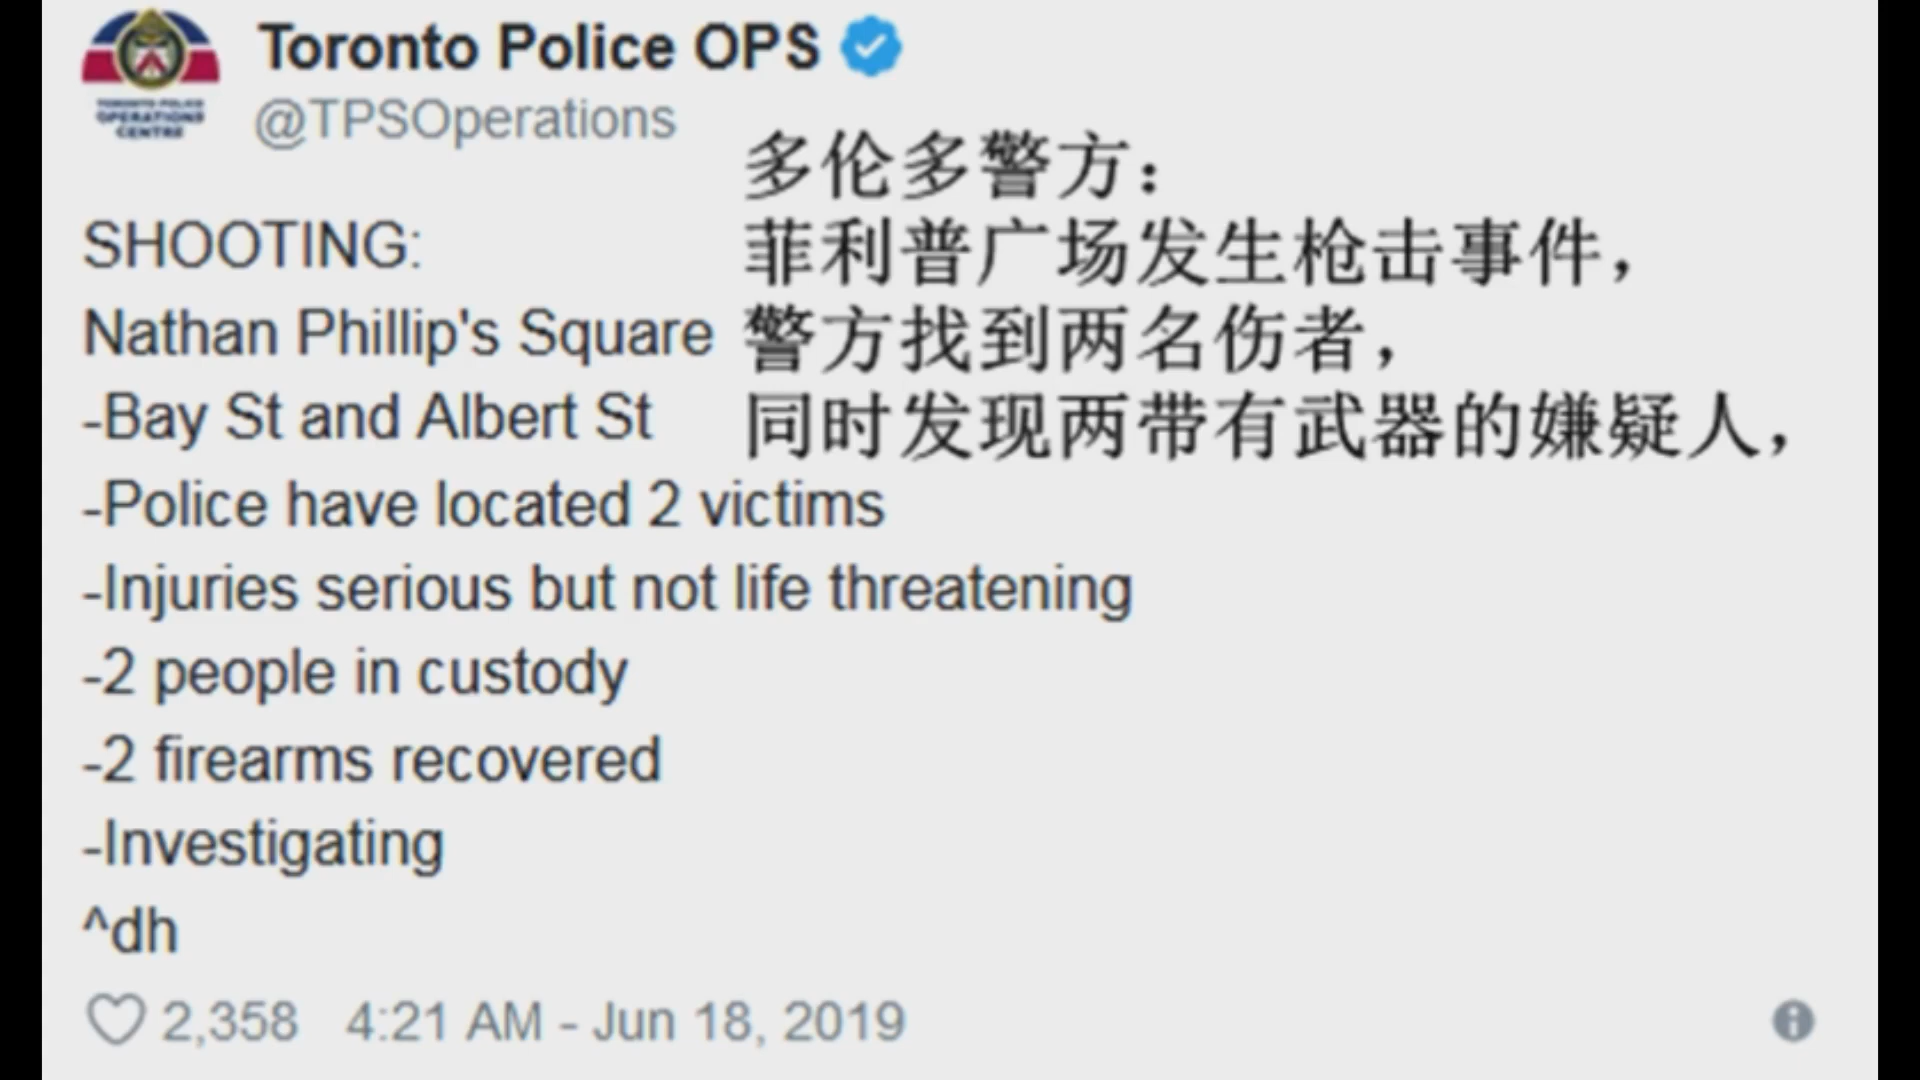 Toronto Police OPS
@TPSOperations
TORONTO POLICE
OPERATIONS
CENTRE
多伦多警方：
菲利普广场发生枪击事件，
警方找到两名伤者，
同时发现两带有武器的嫌疑人，
SHOOTING:
Nathan Phillip's Square
-Bay St and Albert St
-Police have located 2 victims
-Injuries serious but not life threatening
-2 people in custody
-2 firearms recovered
-Investigating
^dh
2,358 4:21 AM - Jun 18, 2019